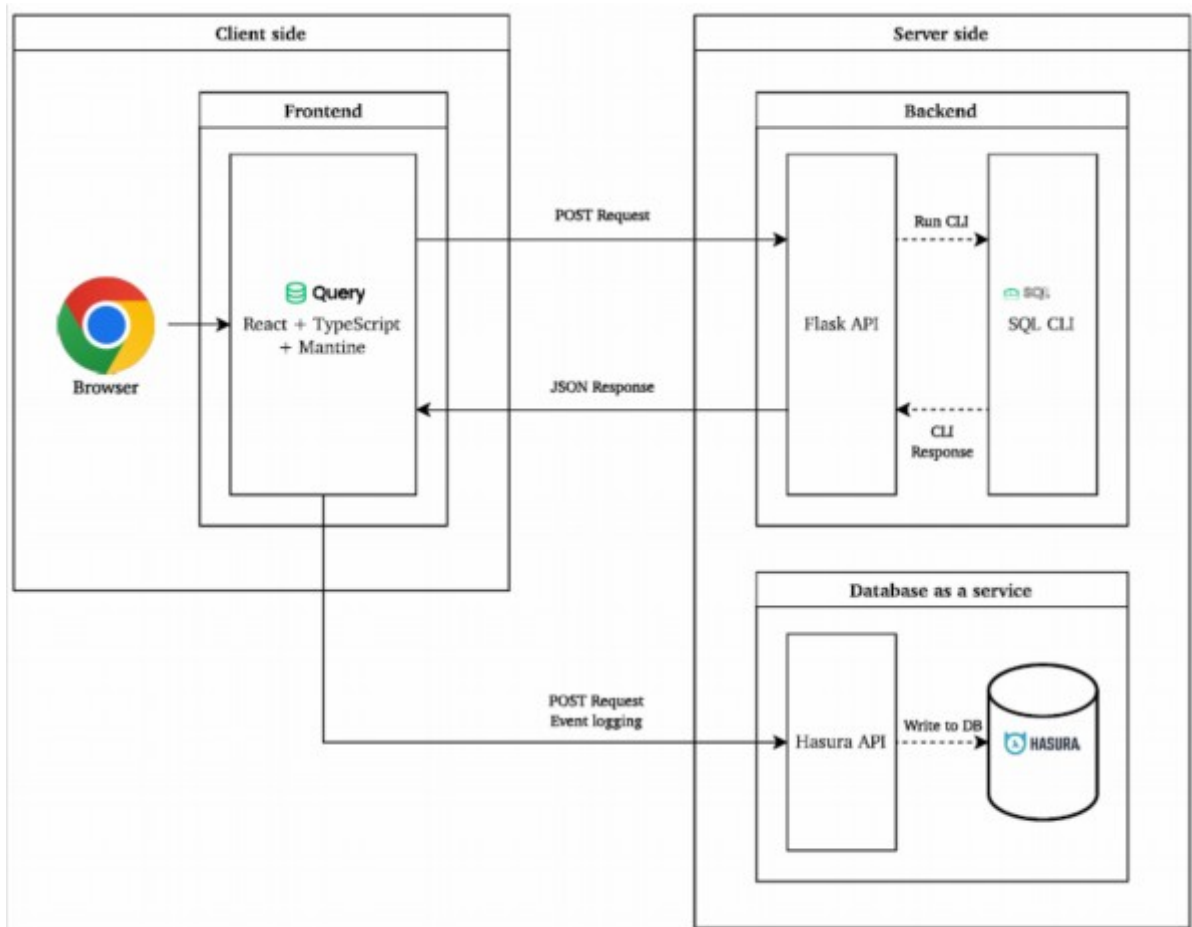 Client side
Server side
Frontend
Backend
POST Request
Run CLI
Query
React + TypeScript
+ Mantine
Flask API
SQL
SQL CLI
Browser
JSON Response
CLI
Response
Database as a service
POST Request
Event logging
Hasura API
Write to DB
HASURA